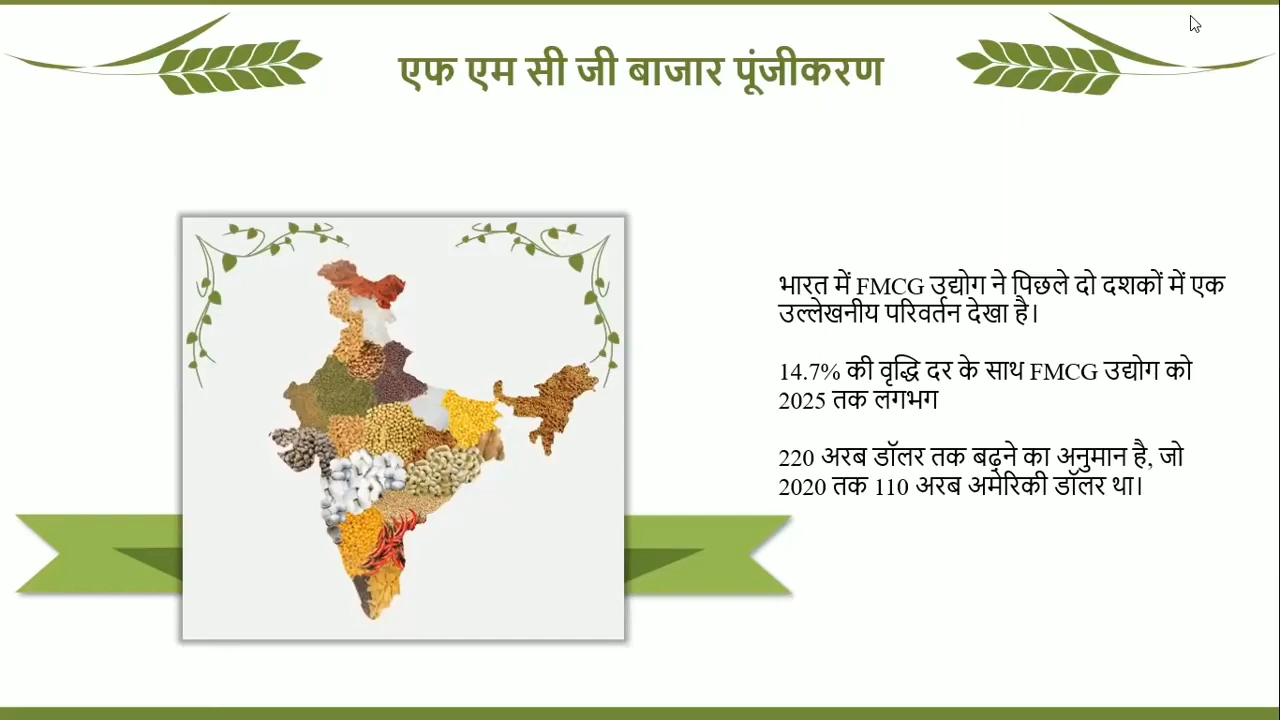 एफ एम सी जी बाजार पूंजीकरण
भारत में FMCG उद्योग ने पिछले दो दशकों में एक
उल्लेखनीय परिवर्तन देखा है।
14.7% की वृद्धि दर के साथ FMCG उद्योग को
2025 तक लगभग
220 अरब डॉलर तक बढ़ने का अनुमान है, जो
2020 तक 110 अरब अमेरिकी डॉलर था।